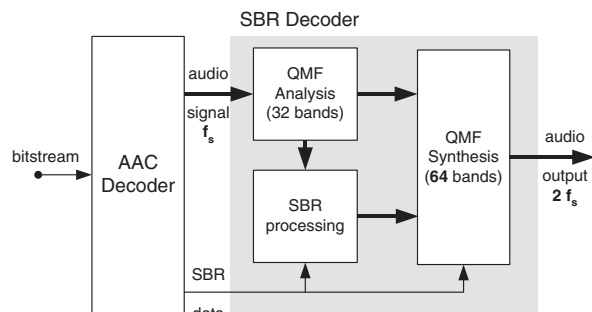 SBR Decoder
bitstream
AAC
Decoder
audio
signal
fs
QMF
Analysis
(32 bands)
SBR
processing
QMF
Synthesis
(64 bands)
audio
output
2 fs
SBR
data